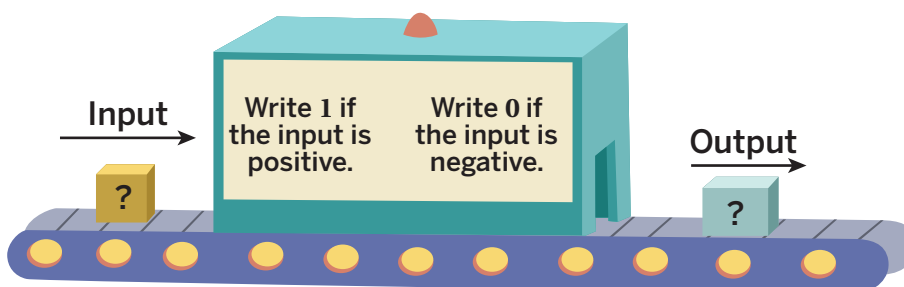 Input
?
Write 1 if
the input is
positive.
Write 0 if
the input is
negative.
Output
?